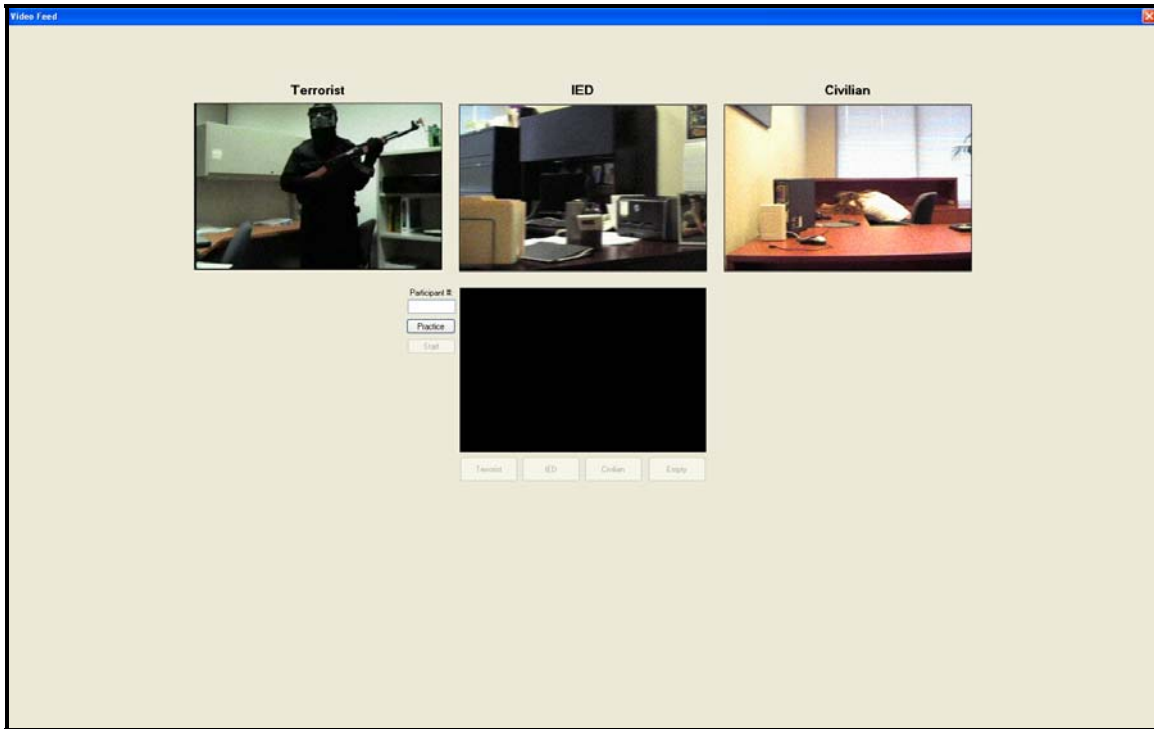 Video Feed
Terrorist IED Civilian
Participant #:
Practice
Start
Terrorist IED Civilian Empty